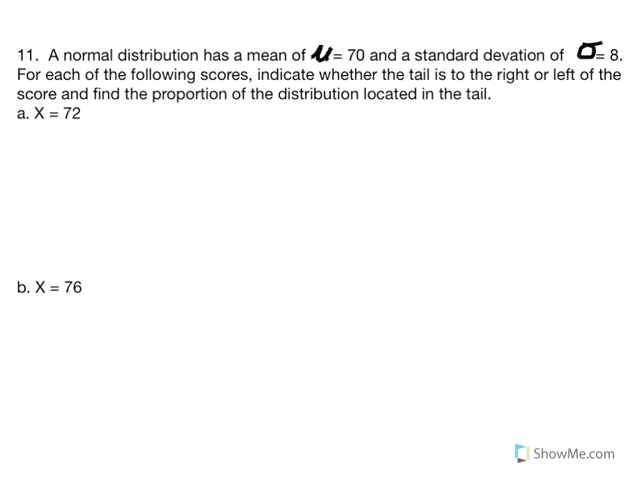 11. A normal distribution has a mean of μ = 70 and a standard devation of σ = 8.
For each of the following scores, indicate whether the tail is to the right or left of the
score and find the proportion of the distribution located in the tail.
a. X = 72
b. X = 76
ShowMe.com